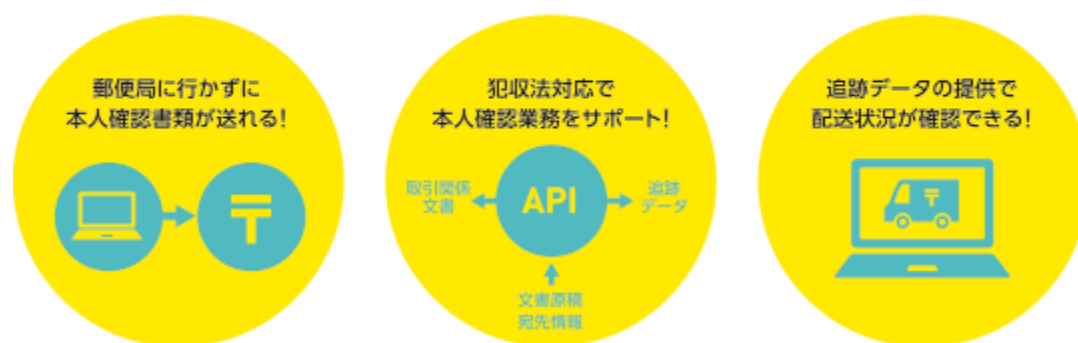 郵便局に行かずに
本人確認書類が送れる!
〒
犯収法対応で
本人確認業務をサポート!
取引関係
文書
API
追跡
データ
文書原稿
宛先情報
追跡データの提供で
配送状況が確認できる!
〒